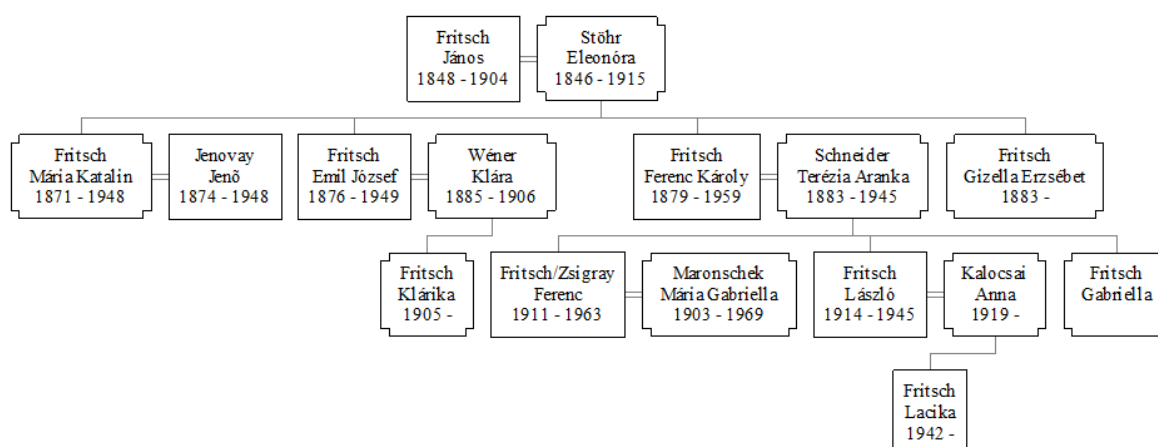 Fritsch
János
1848 - 1904
Stöhr
Eleonóra
1846 - 1915
Fritsch
Mária Katalin
1871 - 1948
Jenovay
Jenõ
1874 - 1948
Fritsch
Emil József
1876 - 1949
Wéner
Klára
1885 - 1906
Fritsch
Ferenc Károly
1879 - 1959
Schneider
Terézia Aranka
1883 - 1945
Fritsch
Gizella Erzsébet
1883 -
Fritsch
Klárika
1905 -
Fritsch/Zsigray
Ferenc
1911 - 1963
Maronschek
Mária Gabriella
1903 - 1969
Fritsch
László
1914 - 1945
Kalocsai
Anna
1919 -
Fritsch
Gabriella
Fritsch
Lacika
1942 -